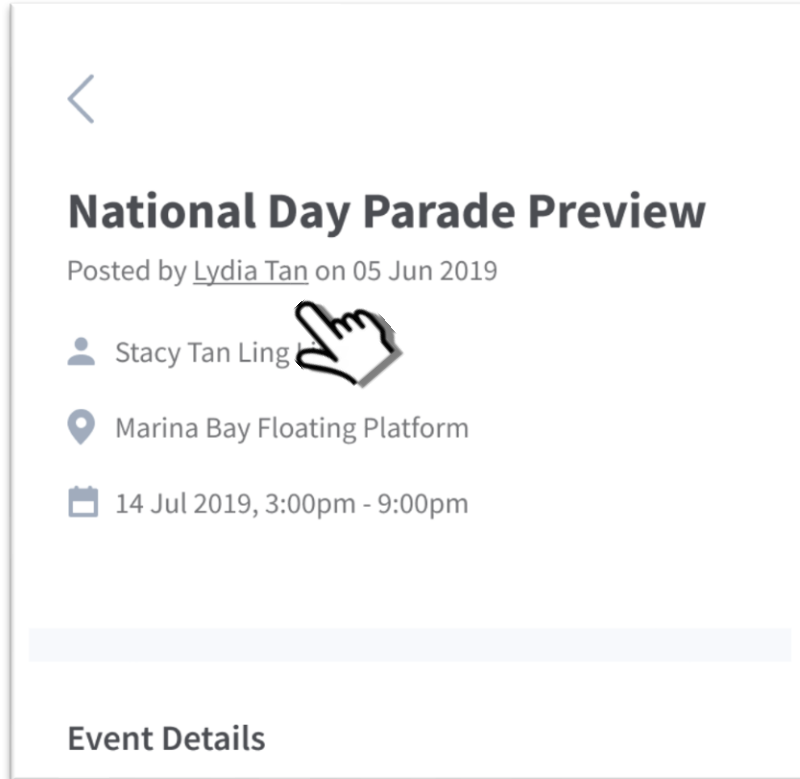 National Day Parade Preview
Posted by Lydia Tan on 05 Jun 2019
Stacy Tan Ling
Marina Bay Floating Platform
14 Jul 2019, 3:00pm - 9:00pm
Event Details